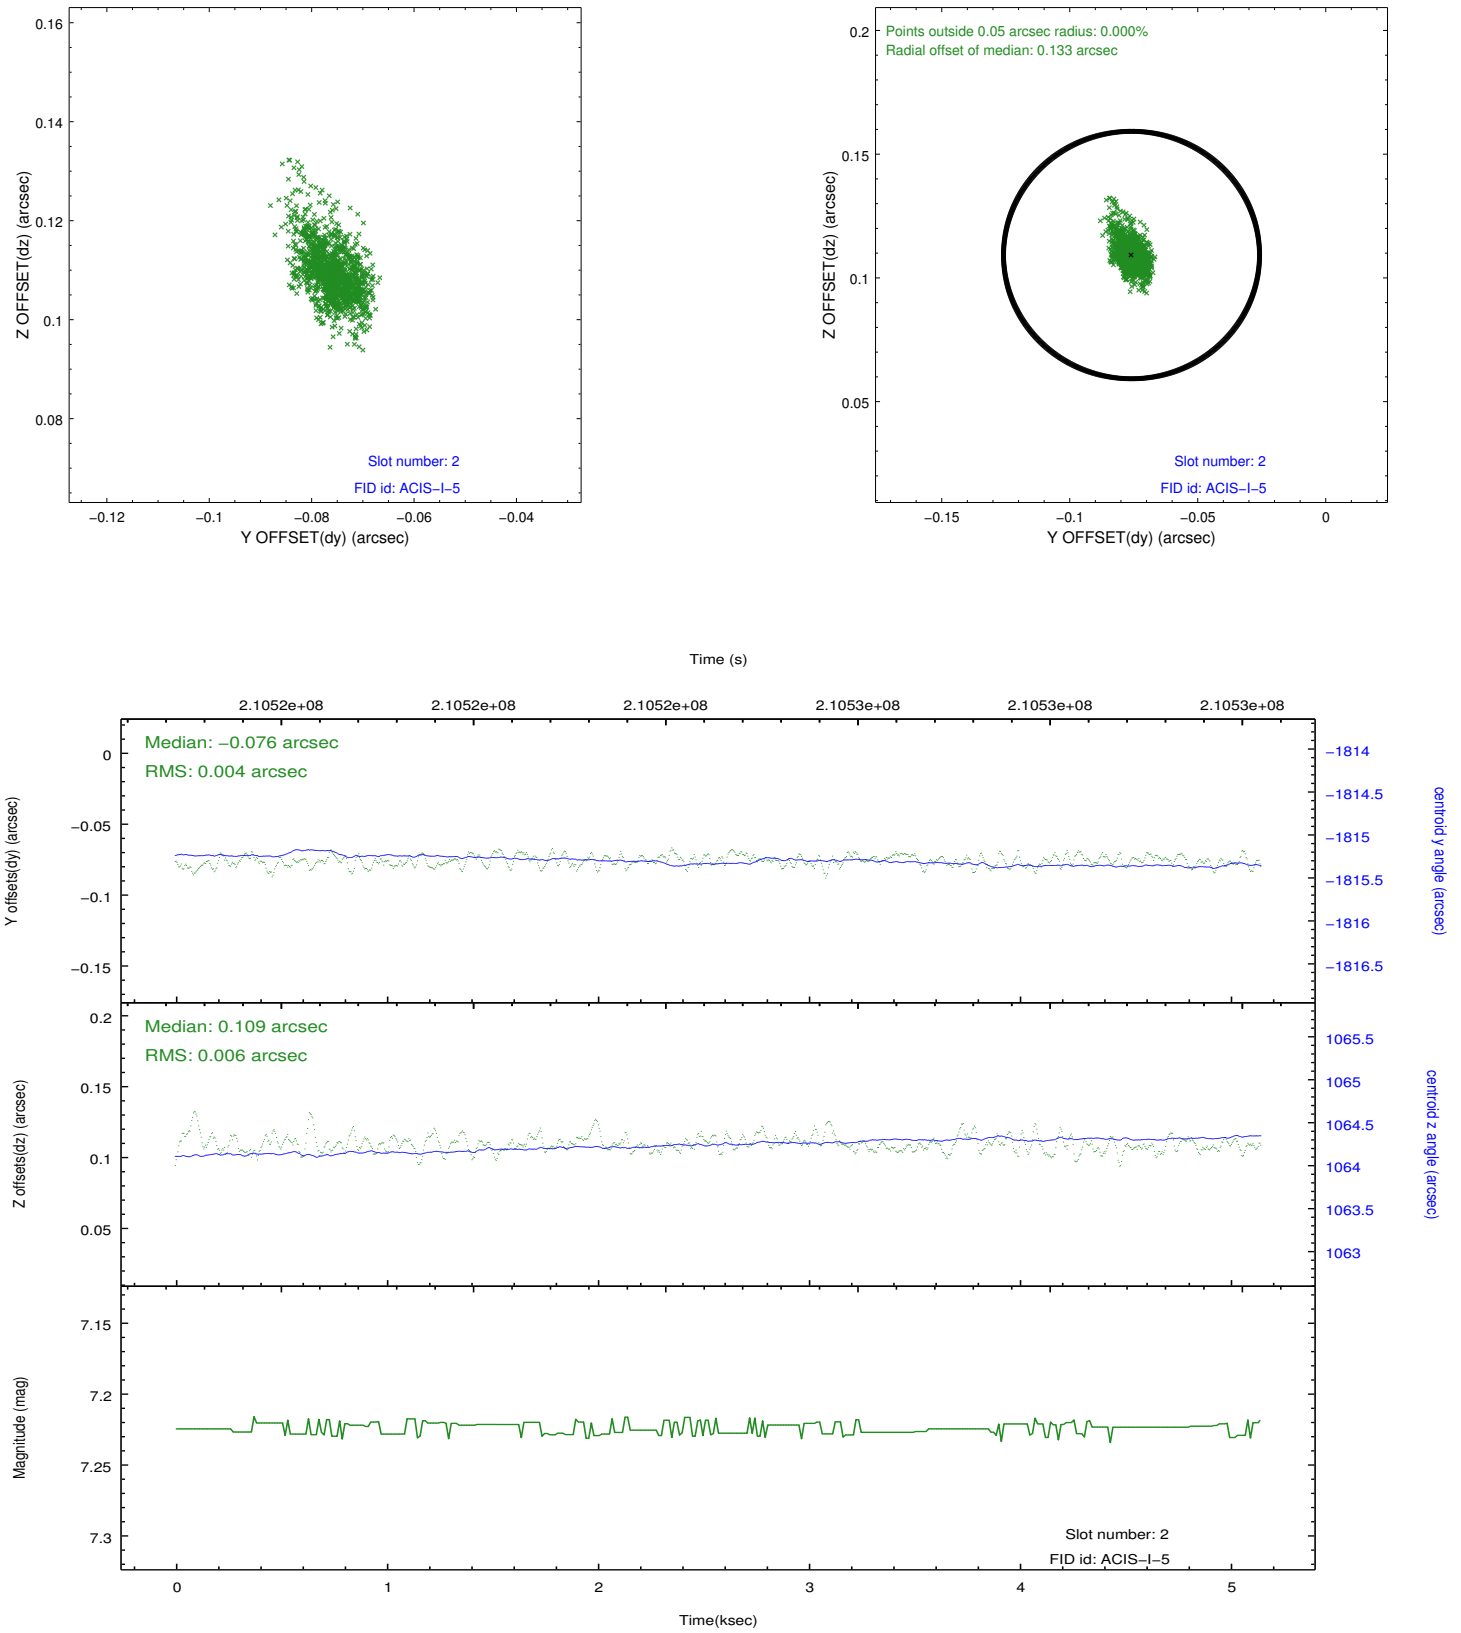 0.16
0.14
0.12
0.1
0.08
Z OFFSET(dz) (arcsec)
Slot number: 2
FID id: ACIS−I−5
−0.12 −0.1 −0.08 −0.06 −0.04
Y OFFSET(dy) (arcsec)
Points outside 0.05 arcsec radius: 0.000%
Radial offset of median: 0.133 arcsec
0.2
0.15
0.1
0.05
Z OFFSET(dz) (arcsec)
Slot number: 2
FID id: ACIS−I−5
−0.15 −0.1 −0.05 0
Y OFFSET(dy) (arcsec)
Time (s)
2.1052e+08 2.1052e+08 2.1052e+08 2.1053e+08 2.1053e+08 2.1053e+08
Median: −0.076 arcsec
RMS: 0.004 arcsec
0
−0.05
−0.1
−0.15
Y offsets(dy) (arcsec)
−1814
−1814.5
−1815
−1815.5
−1816
−1816.5
centroid y angle (arcsec)
Median: 0.109 arcsec
RMS: 0.006 arcsec
0.2
0.15
0.1
0.05
Z offsets(dz) (arcsec)
1065.5
1065
1064.5
1064
1063.5
1063
centroid z angle (arcsec)
7.15
7.2
7.25
7.3
Magnitude (mag)
Slot number: 2
FID id: ACIS−I−5
0 1 2 3 4 5
Time(ksec)